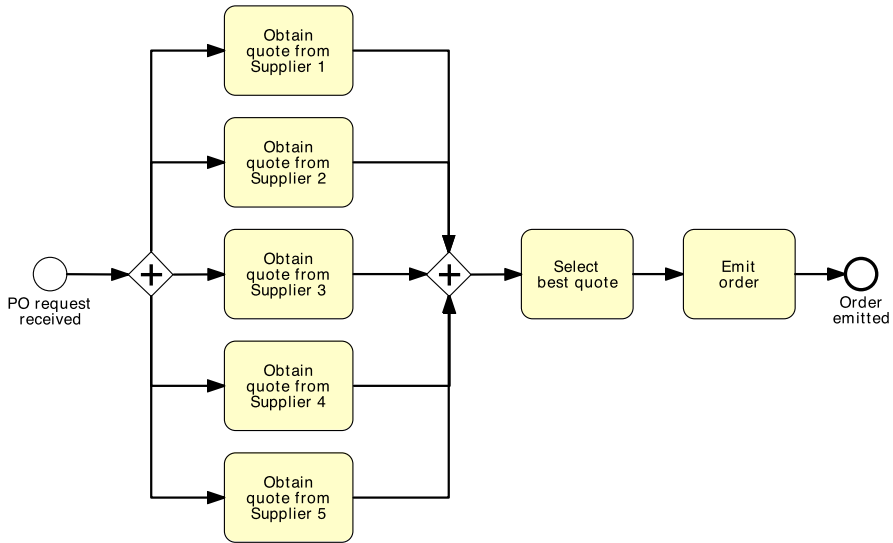 Obtain
quote from
Supplier 1
Obtain
quote from
Supplier 2
PO request
received
Obtain
quote from
Supplier 3
Select
best quote
Emit
order
Order
emitted
Obtain
quote from
Supplier 4
Obtain
quote from
Supplier 5